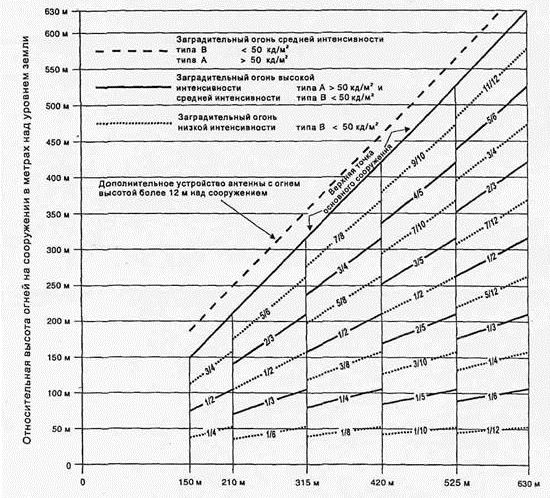 Относительная высота огней на сооружении в метрах над уровнем земли
630 м
600 м
550 м
500 м
450 м
400 м
350 м
300 м
250 м
200 м
150 м
100 м
50 м
0
Заградительный огонь средней интенсивности
типа В < 50 кд/м²
типа А > 50 кд/м²
Заградительный огонь высокой
интенсивности типа А > 50 кд/м² и
средней интенсивности типа В < 50 кд/м²
Заградительный огонь
низкой интенсивности типа В < 50 кд/м²
Дополнительное устройство антенны с огнем
высотой более 12 м над сооружением
Верхняя точка
основного сооружения
3/4
1/2
1/4
5/6
2/3
1/2
1/3
1/6
7/8
3/4
5/8
1/2
3/8
1/4
1/8
9/10
4/5
7/10
3/5
1/2
2/5
3/10
1/5
1/10
11/12
5/6
3/4
2/3
7/12
1/2
5/12
1/3
1/4
1/6
1/12
0
150 м
210 м
315 м
420 м
525 м
630 м